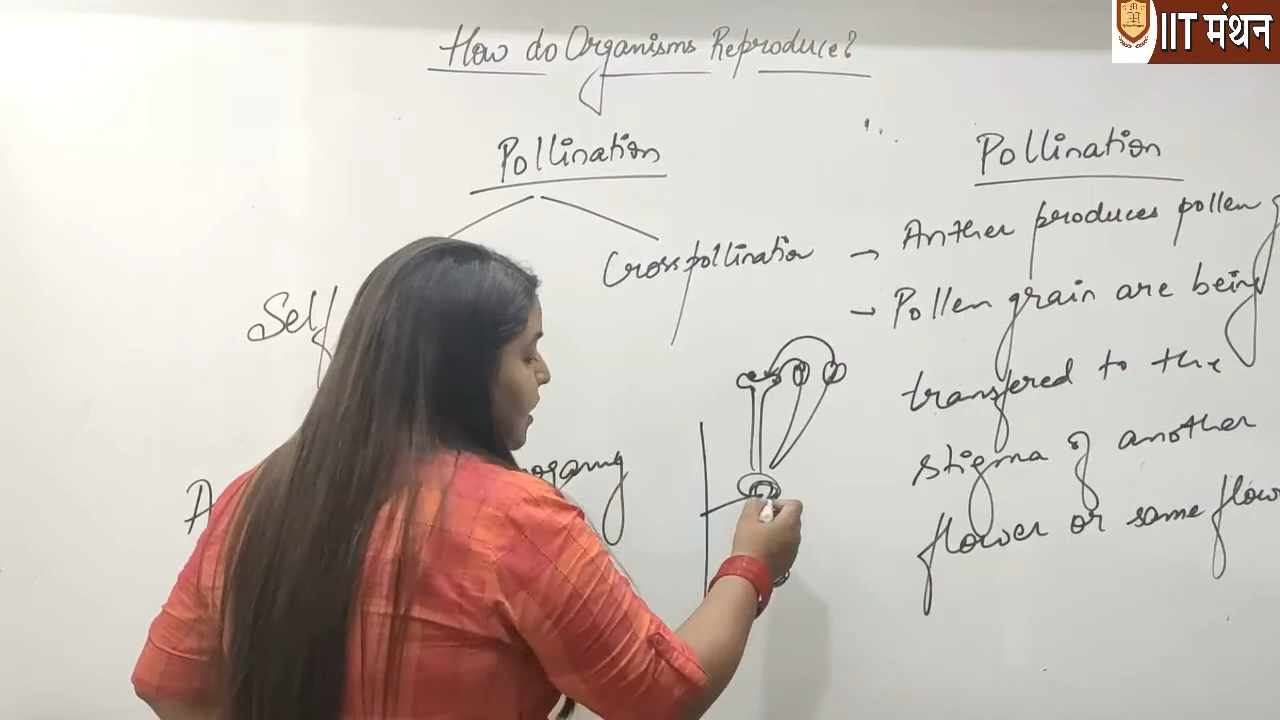 IIT मंथन
How do Organisms Reproduce?
Pollination
Cross pollination
Self
Pollination
→ Anther produces pollen g
→ Pollen grain are being
transfered to the
stigma of another
flower or same flow